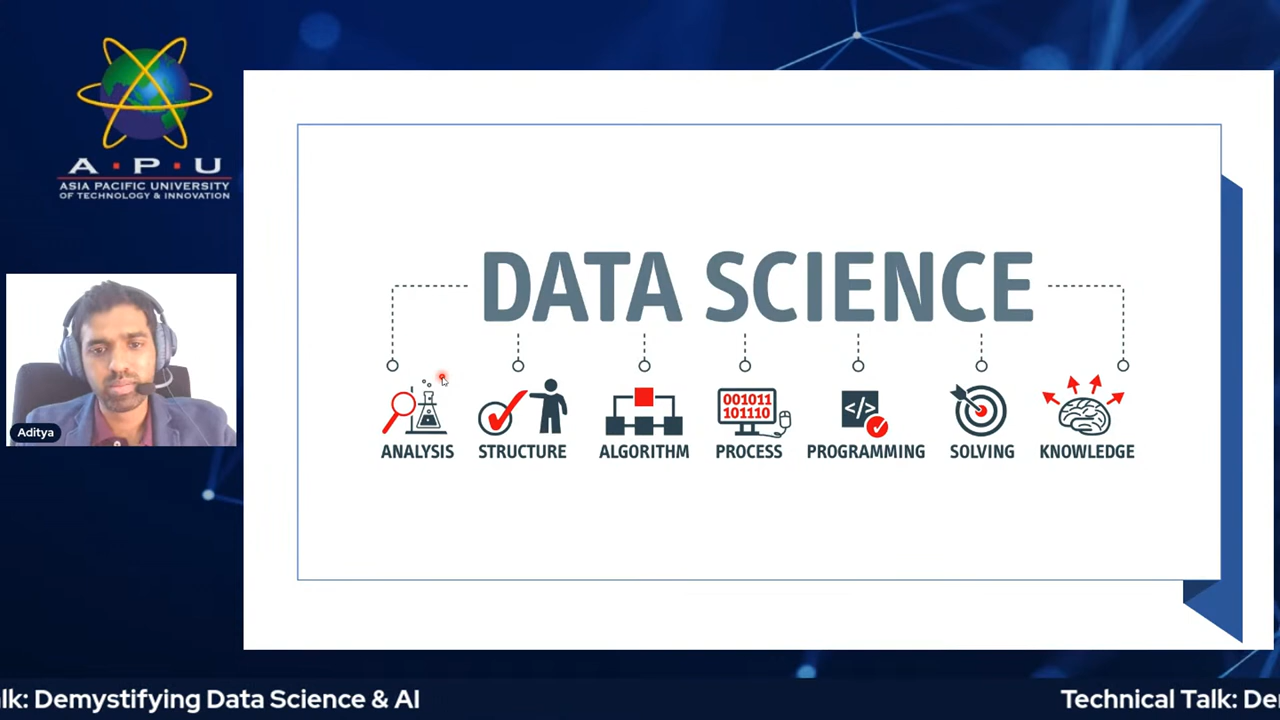 A·P·U
ASIA PACIFIC UNIVERSITY
OF TECHNOLOGY & INNOVATION
Aditya
DATA SCIENCE
001011
101110
</>
ANALYSIS STRUCTURE ALGORITHM PROCESS PROGRAMMING SOLVING KNOWLEDGE
lk: Demystifying Data Science & AI
Technical Talk: De